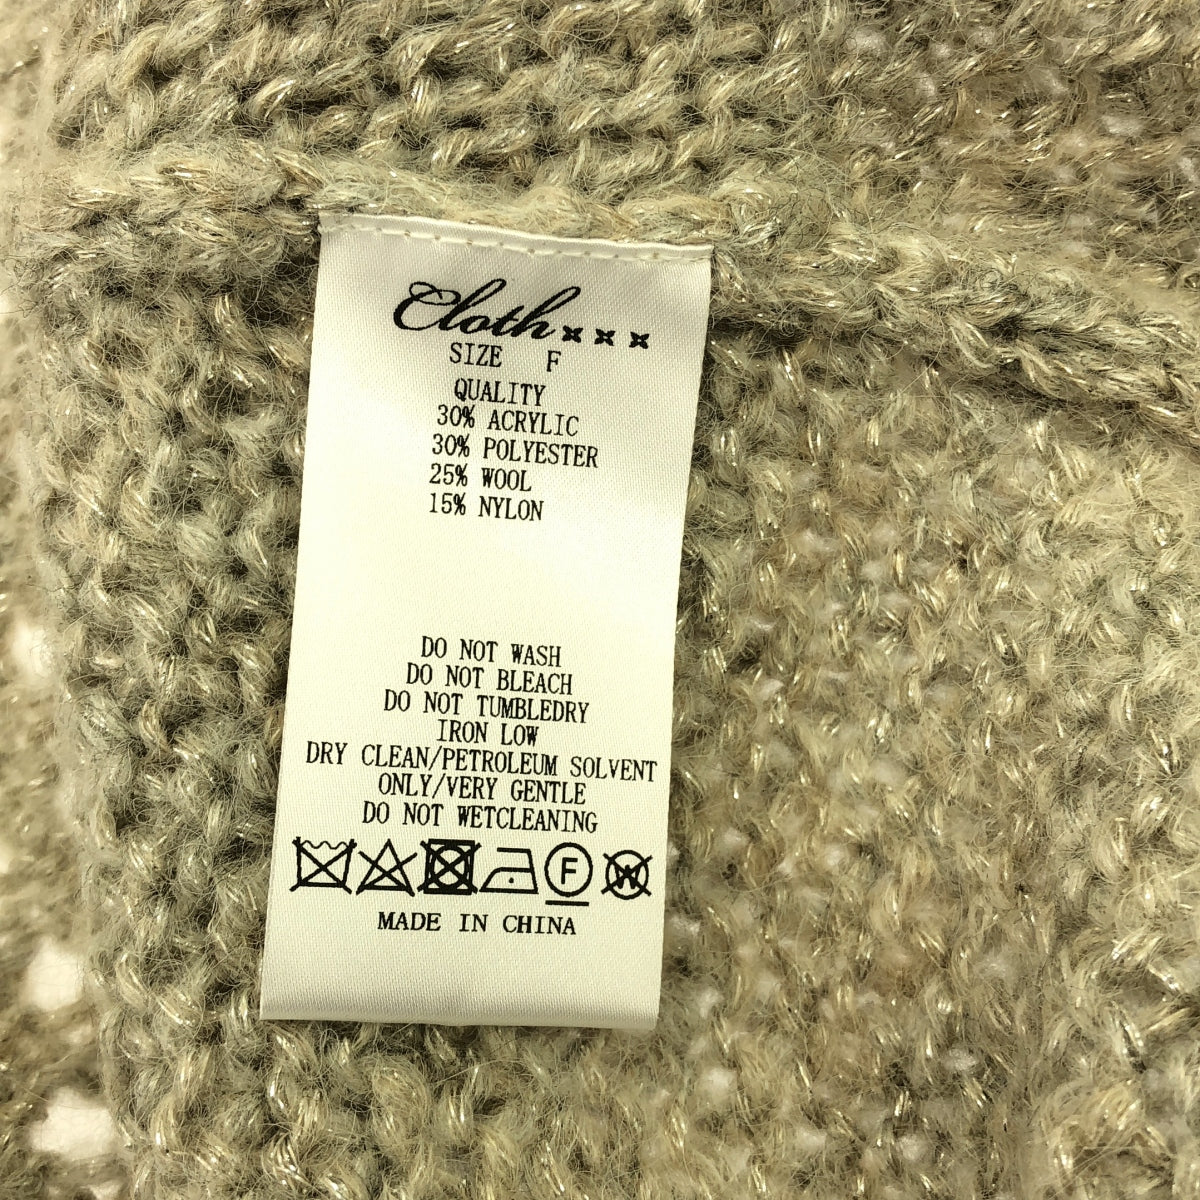 Cloth×××
SIZE F
QUALITY
30% ACRYLIC
30% POLYESTER
25% WOOL
15% NYLON
DO NOT WASH
DO NOT BLEACH
DO NOT TUMBLEDRY
IRON LOW
DRY CLEAN/PETROLEUM SOLVENT
ONLY/VERY GENTLE
DO NOT WETCLEANING
F W
MADE IN CHINA